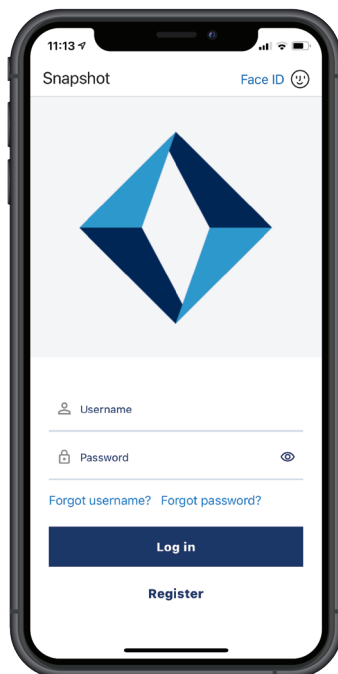 11:13
Snapshot
Face ID
Username
Password
Forgot username? Forgot password?
Log in
Register